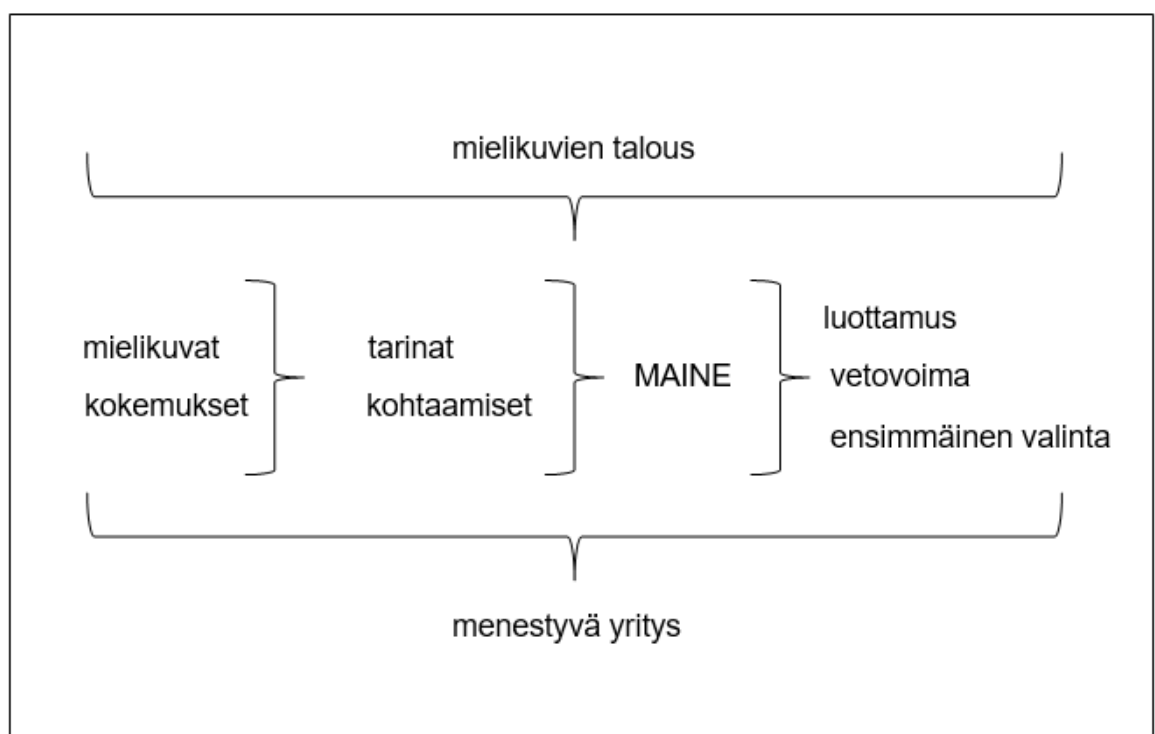 mielikuvien talous
mielikuvat
kokemukset
tarinat
kohtaamiset
MAINE
luottamus
vetovoima
ensimmäinen valinta
menestyvä yritys